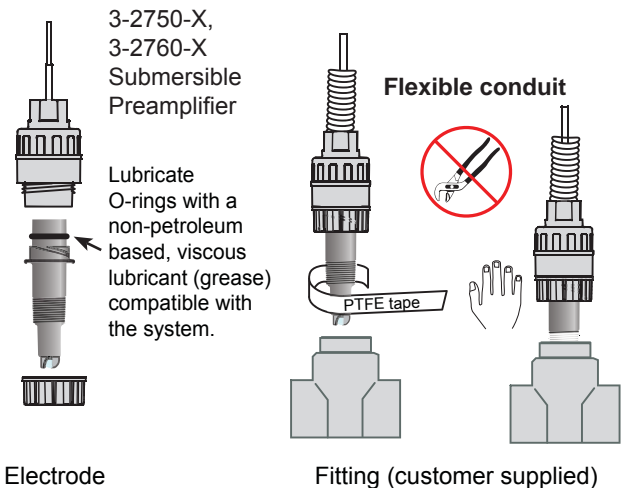 3-2750-X,
3-2760-X
Submersible
Preamplifier
Lubricate
O-rings with a
non-petroleum
based, viscous
lubricant (grease)
compatible with
the system.
Electrode
Flexible conduit
PTFE tape
Fitting (customer supplied)